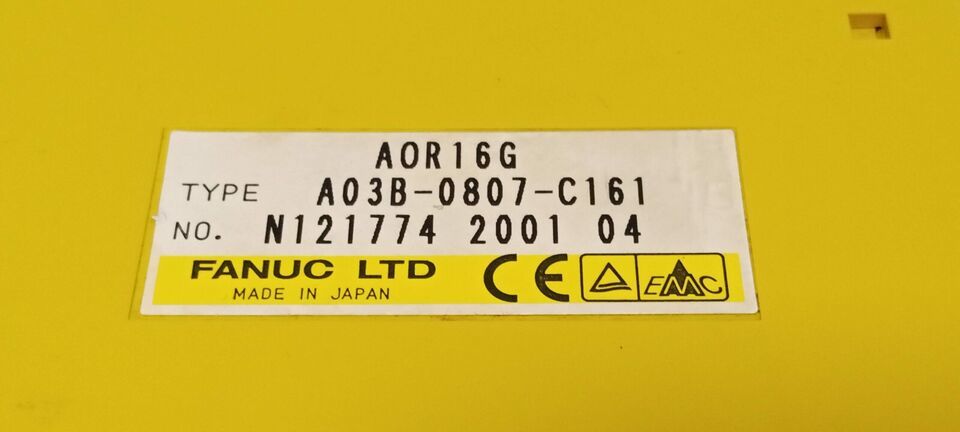 AOR16G
TYPE A03B-0807-C161
NO. N121774 2001 04
FANUC LTD
MADE IN JAPAN
CE
EMC